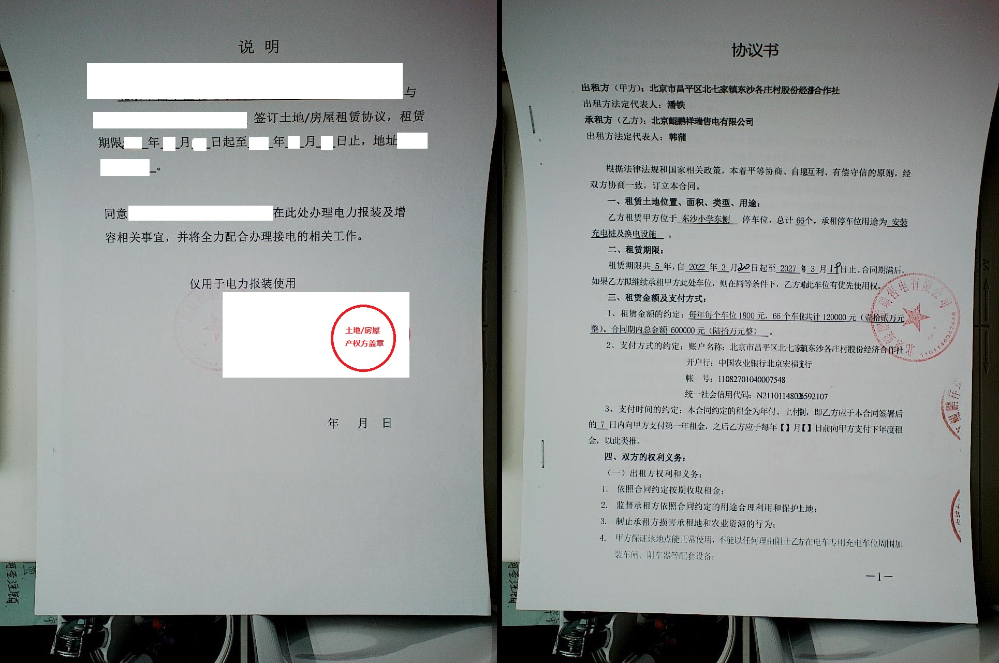 说 明
与
签订土地/房屋租赁协议，租赁
期限 年 月 日起至 年 月 日止，地址
。
同意 在此处办理电力报装及增
容相关事宜，并将全力配合办理接电的相关工作。
仅用于电力报装使用
土地/房屋
产权方盖章
年 月 日
协议书
出租方（甲方）：北京市昌平区北七家镇东沙各庄村股份经济合作社
出租方法定代表人：潘铁
承租方（乙方）：北京鲲鹏祥瑞售电有限公司
出租方法定代表人：韩蒲
根据法律法规和国家相关政策，本着平等协商、自愿互利、有偿守信的原则，经
双方协商一致，订立本合同。
一、租赁土地位置、面积、类型、用途：
乙方租赁甲方位于 东沙小学东侧 停车位，总计 66个，承租停车位用途为 安装
充电桩及换电设施 。
二、租赁期限：
租赁期限共 5 年，自 2022 年 3 月20日起至 2027 年 3 月19日止。合同期满后，
如果乙方拟继续承租甲方此处车位，则在同等条件下，乙方对此车位有优先使用权。
三、租赁金额及支付方式：
1、租赁金额的约定：每年每个车位1800元，66个车位共计120000元（壹拾贰万元
整）。合同期内总金额 600000 元（陆拾万元整） 。
2、支付方式的约定：账户名称：北京市昌平区北七家镇东沙各庄村股份经济合作社
开户行：中国农业银行北京宏福支行
帐 号：11082701040007548
统一社会信用代码：
3、支付时间的约定：本合同约定的租金为年付、上付制，即乙方应于本合同签署后
的 7 日内向甲方支付第一年租金，之后乙方应于每年【】月【】日前向甲方支付下年度租
金，以此类推。
四、双方的权利义务：
（一）出租方权利和义务：
1. 依照合同约定按期收取租金；
2. 监督承租方依照合同约定的用途合理利用和保护土地；
3. 制止承租方损害承租地和农业资源的行为；
4. 甲方保证该地点能正常使用，不能以任何理由阻止乙方在电车专用充电车位周围加
装车闸、阻车器等配套设备；
—1—